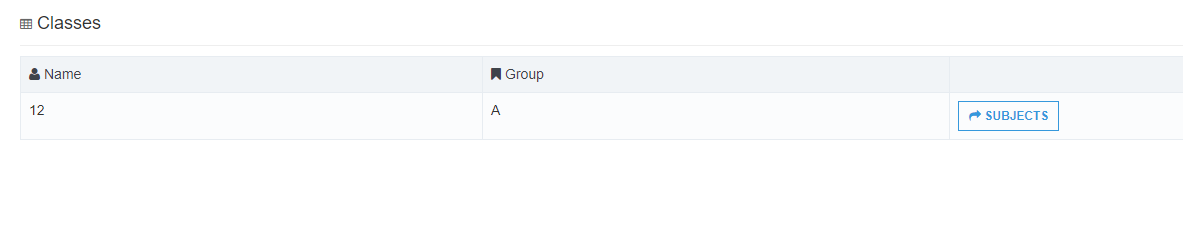 Classes
Name Group
12 A SUBJECTS